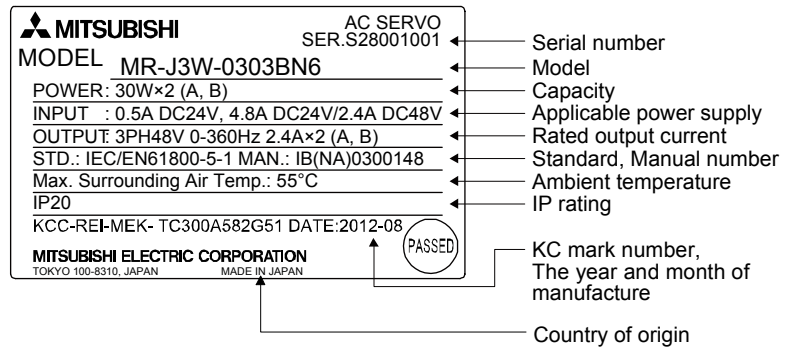 MITSUBISHI
AC SERVO
SER.S28001001
MODEL MR-J3W-0303BN6
POWER: 30W×2 (A, B)
INPUT : 0.5A DC24V, 4.8A DC24V/2.4A DC48V
OUTPUT: 3PH48V 0-360Hz 2.4A×2 (A, B)
STD.: IEC/EN61800-5-1 MAN.: IB(NA)0300148
Max. Surrounding Air Temp.: 55°C
IP20
KCC-REI-MEK- TC300A582G51 DATE:2012-08
PASSED
MITSUBISHI ELECTRIC CORPORATION
TOKYO 100-8310, JAPAN MADE IN JAPAN
Serial number
Model
Capacity
Applicable power supply
Rated output current
Standard, Manual number
Ambient temperature
IP rating
KC mark number,
The year and month of
manufacture
Country of origin